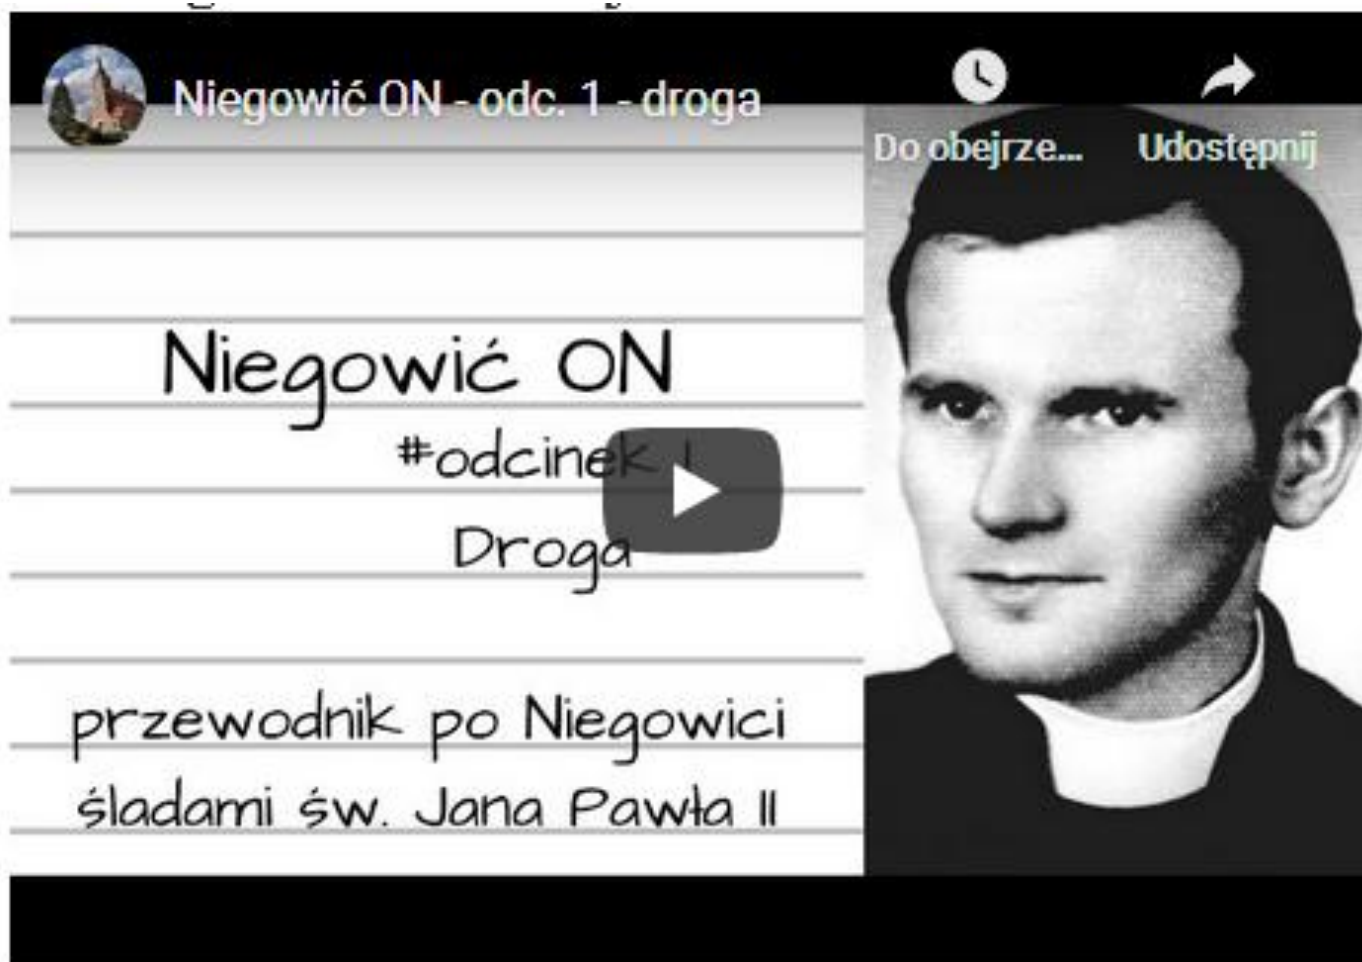 Niegowić ON - odc. 1 - droga
Do obejrze...
Udostępnij
Niegowić ON
#odcinek 1
Droga
przewodnik po Niegowici
śladami św. Jana Pawła II